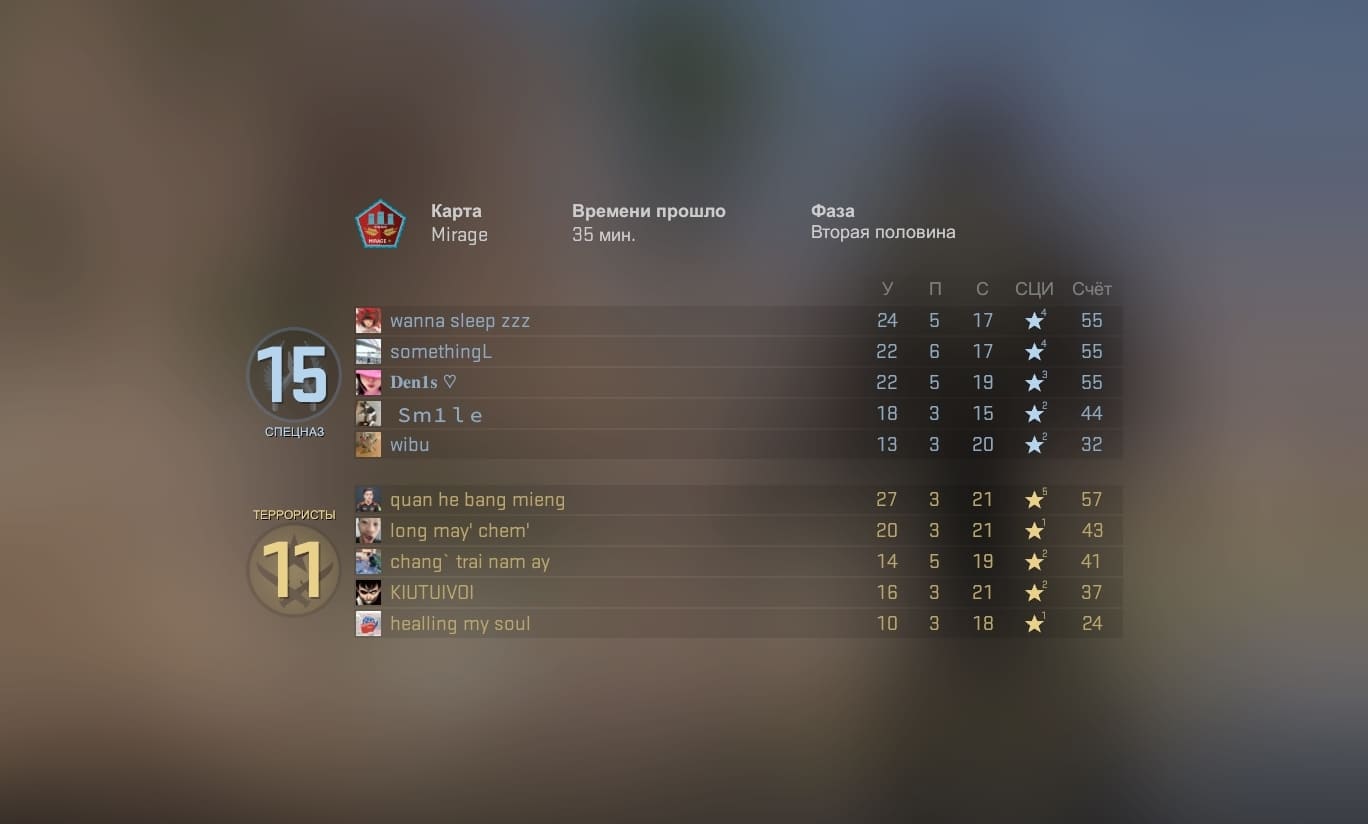 Карта Времени прошло Фаза
Mirage 35 мин. Вторая половина
MIRAGE
У П С СЦИ Счёт
wanna sleep zzz 24 5 17 ★4 55
somethingL 22 6 17 ★4 55
Den1s ♡ 22 5 19 ★3 55
Sm1le 18 3 15 ★2 44
wibu 13 3 20 ★2 32
15
СПЕЦНАЗ
quan he bang mieng 27 3 21 ★5 57
long may' chem' 20 3 21 ★1 43
chang` trai nam ay 14 5 19 ★2 41
KIUTUIVOI 16 3 21 ★2 37
healling my soul 10 3 18 ★1 24
ТЕРРОРИСТЫ
11